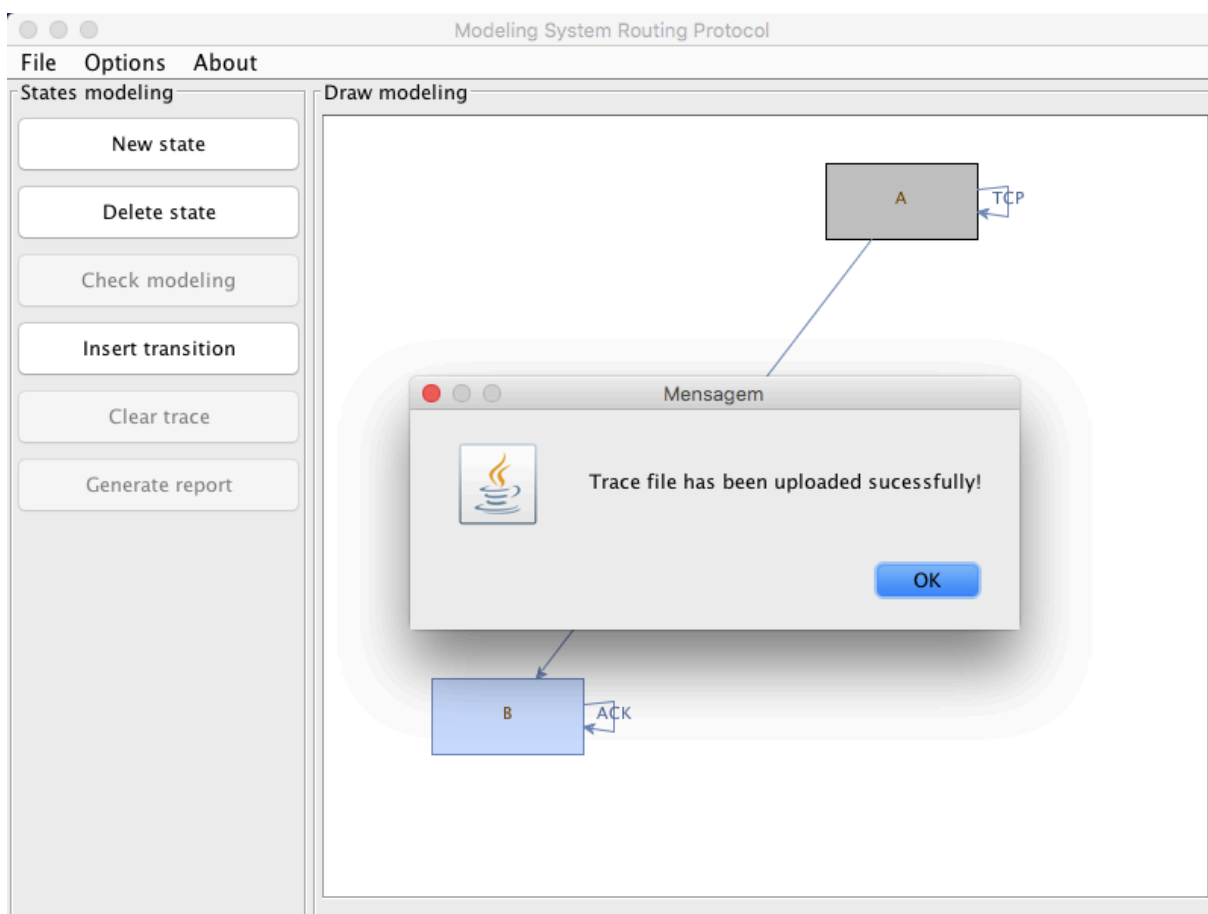 Modeling System Routing Protocol
File Options About
States modeling
Draw modeling
New state
Delete state
Check modeling
Insert transition
Clear trace
Generate report
A
TCP
Mensagem
Trace file has been uploaded sucessfully!
OK
B
ACK